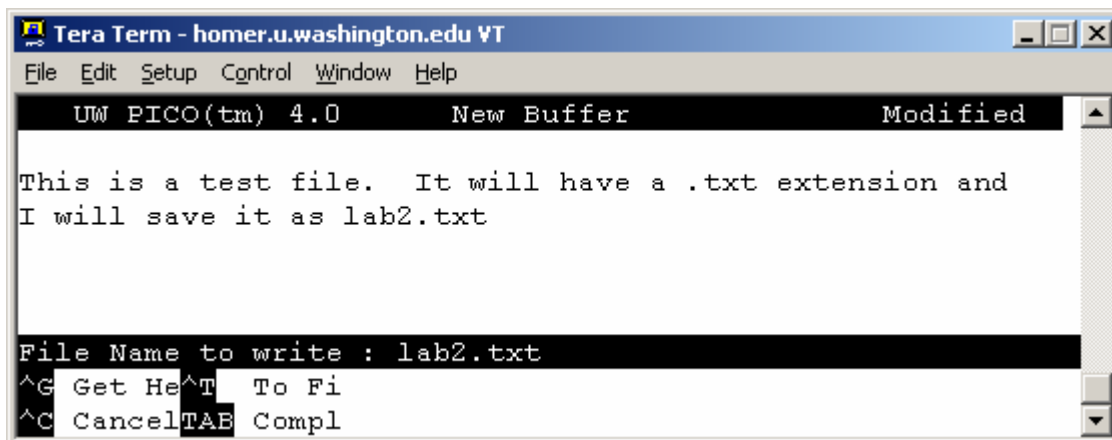 Tera Term - homer.u.washington.edu VT
File Edit Setup Control Window Help
UW PICO(tm) 4.0 New Buffer Modified
This is a test file. It will have a .txt extension and
I will save it as lab2.txt
File Name to write : lab2.txt
^G Get He^T To Fi
^C CancelTAB Compl